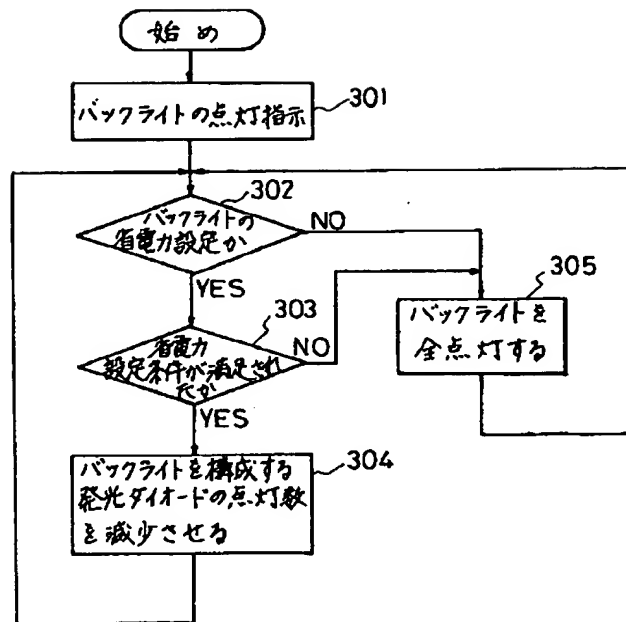 始め
バックライトの点灯指示
301
302
バックライトの
省電力設定か
NO
YES
303
省電力
設定条件が満足され
たか
NO
YES
305
バックライトを
全点灯する
304
バックライトを構成する
発光ダイオードの点灯数
を減少させる